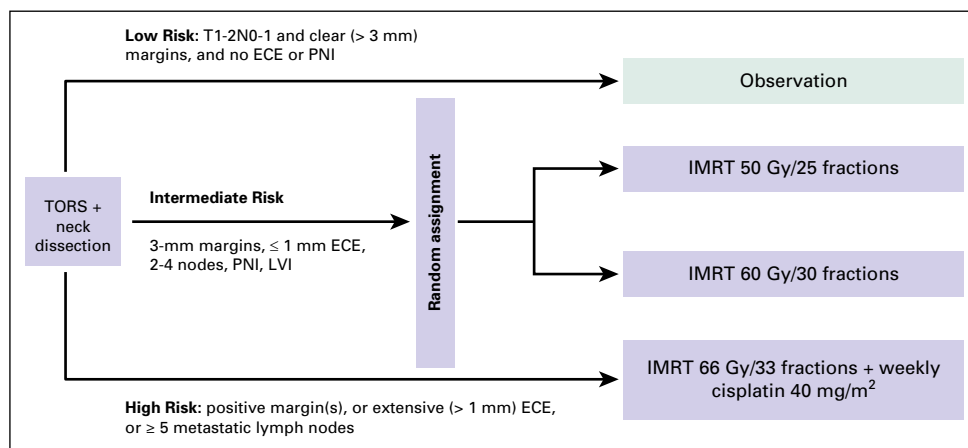 Low Risk: T1-2N0-1 and clear (> 3 mm)
margins, and no ECE or PNI
Observation
TORS +
neck
dissection
Intermediate Risk
3-mm margins, ≤ 1 mm ECE,
2-4 nodes, PNI, LVI
Random assignment
IMRT 50 Gy/25 fractions
IMRT 60 Gy/30 fractions
IMRT 66 Gy/33 fractions + weekly
cisplatin 40 mg/m²
High Risk: positive margin(s), or extensive (> 1 mm) ECE,
or ≥ 5 metastatic lymph nodes